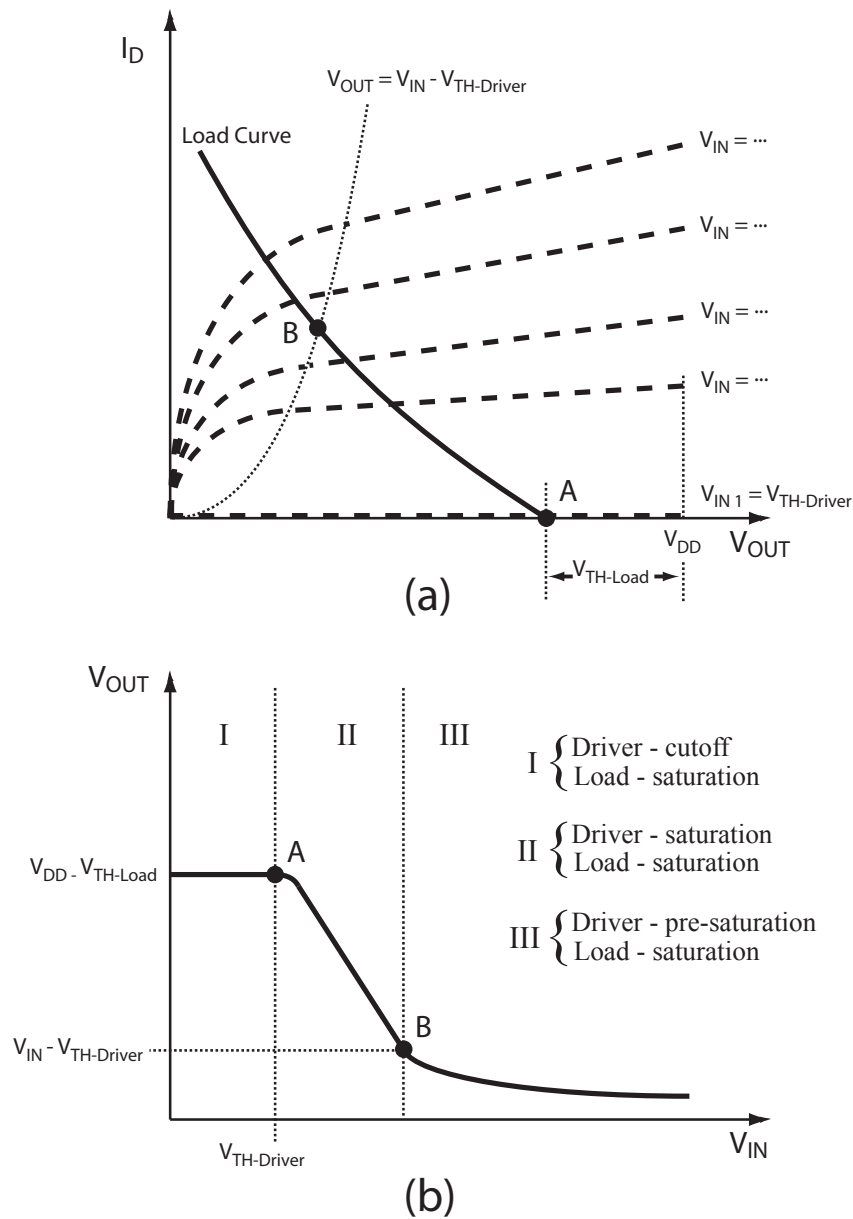 I_D
V_OUT = V_IN - V_TH-Driver
Load Curve
V_IN = ···
V_IN = ···
B
V_IN = ···
V_IN = ···
A
V_IN 1 = V_TH-Driver
V_DD
V_OUT
V_TH-Load
(a)
V_OUT
I
II
III
I { Driver - cutoff
Load - saturation
A
V_DD - V_TH-Load
II { Driver - saturation
Load - saturation
III { Driver - pre-saturation
Load - saturation
B
V_IN - V_TH-Driver
V_TH-Driver
V_IN
(b)